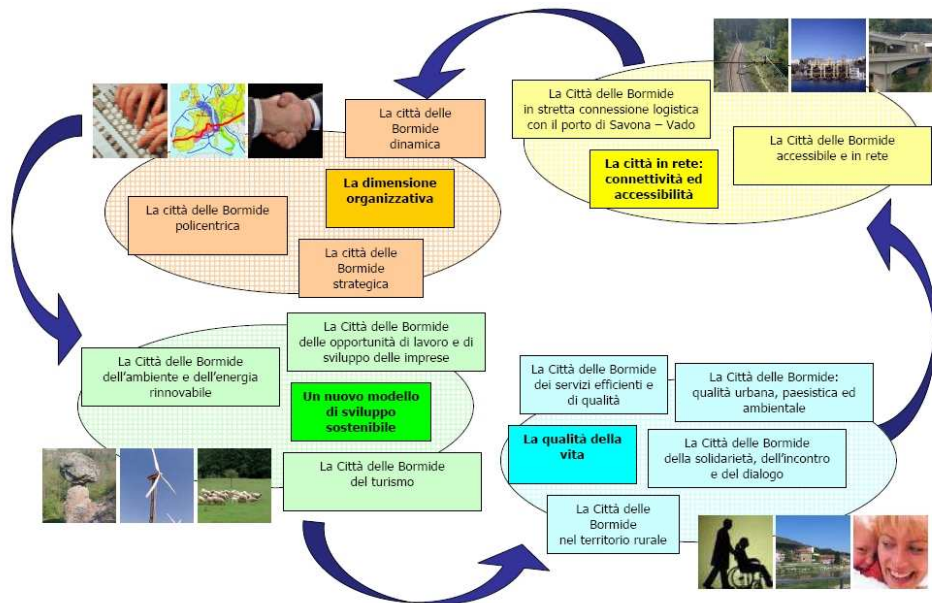 La città delle
Bormide
dinamica
La dimensione
organizzativa
La città delle Bormide
policentrica
La città delle
Bormide
strategica
La Città delle Bormide
in stretta connessione logistica
con il porto di Savona – Vado
La Città delle Bormide
accessibile e in rete
La città in rete:
connettività ed
accessibilità
La Città delle Bormide
delle opportunità di lavoro e di
sviluppo delle imprese
La Città delle Bormide
dell'ambiente e dell'energia
rinnovabile
Un nuovo modello
di sviluppo
sostenibile
La Città delle Bormide
del turismo
La Città delle Bormide
dei servizi efficienti e
di qualità
La Città delle Bormide:
qualità urbana, paesistica ed
ambientale
La qualità della
vita
La Città delle Bormide
della solidarietà, dell'incontro
e del dialogo
La Città delle
Bormide
nel territorio rurale